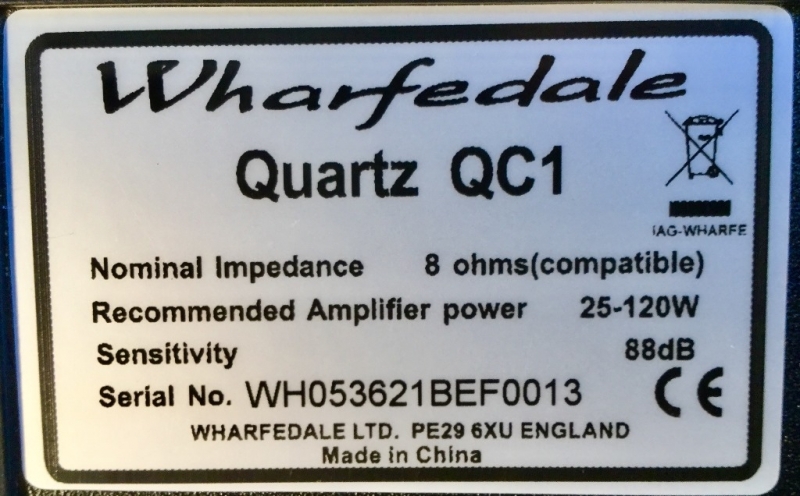 Wharfedale
Quartz QC1
IAG-WHARFE
Nominal Impedance 8 ohms(compatible)
Recommended Amplifier power 25-120W
Sensitivity 88dB
Serial No. WH053621BEF0013
CE
WHARFEDALE LTD. PE29 6XU ENGLAND
Made in China